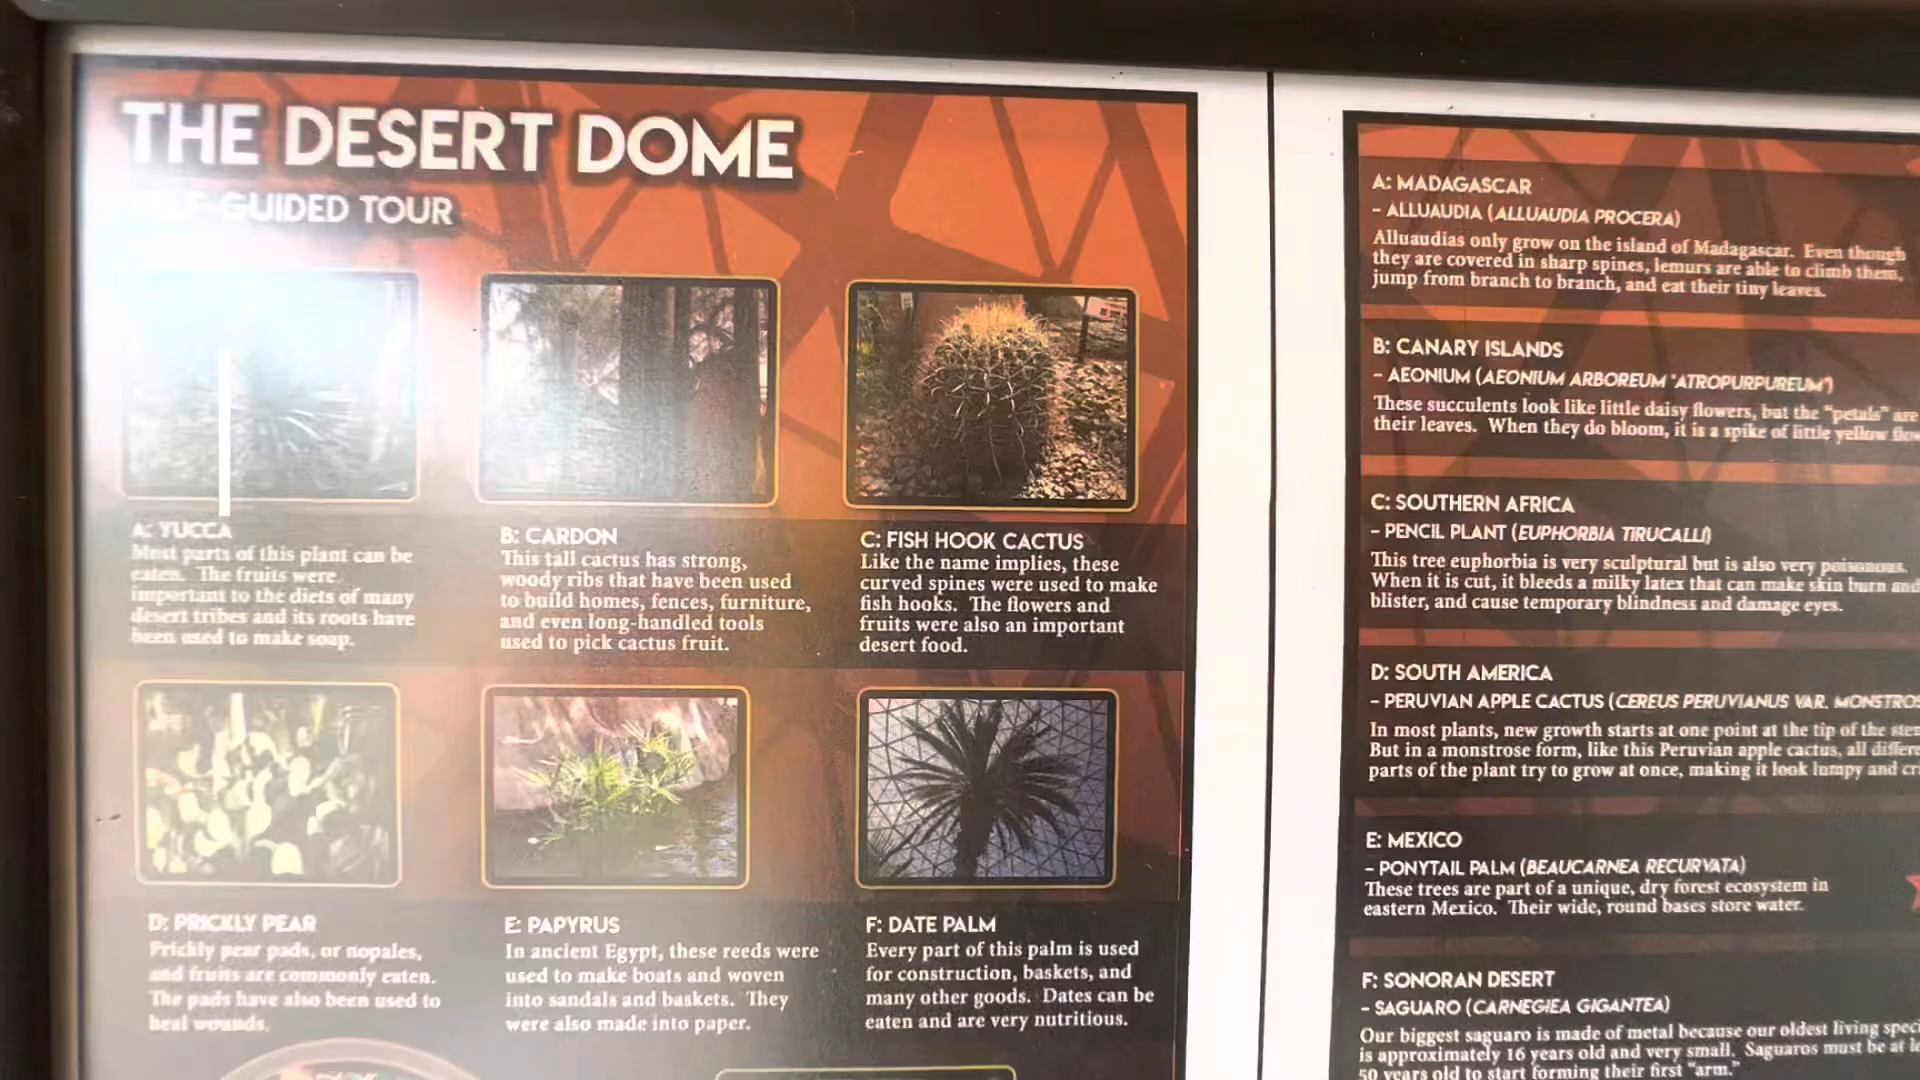 THE DESERT DOME
SELF-GUIDED TOUR
A: YUCCA
Most parts of this plant can be
eaten. The fruits were
important to the diets of many
desert tribes and its roots have
been used to make soap.
B: CARDON
This tall cactus has strong,
woody ribs that have been used
to build homes, fences, furniture,
and even long-handled tools
used to pick cactus fruit.
C: FISH HOOK CACTUS
Like the name implies, these
curved spines were used to make
fish hooks. The flowers and
fruits were also an important
desert food.
D: PRICKLY PEAR
Prickly pear pads, or nopales,
and fruits are commonly eaten.
The pads have also been used to
heal wounds.
E: PAPYRUS
In ancient Egypt, these reeds were
used to make boats and woven
into sandals and baskets. They
were also made into paper.
F: DATE PALM
Every part of this palm is used
for construction, baskets, and
many other goods. Dates can be
eaten and are very nutritious.
A: MADAGASCAR
- ALLUAUDIA (ALLUAUDIA PROCERA)
Alluaudias only grow on the island of Madagascar. Even though
they are covered in sharp spines, lemurs are able to climb them,
jump from branch to branch, and eat their tiny leaves.
B: CANARY ISLANDS
- AEONIUM (AEONIUM ARBOREUM 'ATROPURPUREUM')
These succulents look like little daisy flowers, but the "petals" are
their leaves. When they do bloom, it is a spike of little yellow
C: SOUTHERN AFRICA
- PENCIL PLANT (EUPHORBIA TIRUCALLI)
This tree euphorbia is very sculptural but is also very poisonous.
When it is cut, it bleeds a milky latex that can make skin burn and
blister, and cause temporary blindness and damage eyes.
D: SOUTH AMERICA
- PERUVIAN APPLE CACTUS (CEREUS PERUVIANUS VAR.
In most plants, new growth starts at one point at the tip of the
But in a monstrose form, like this Peruvian apple cactus, all
parts of the plant try to grow at once, making it look lumpy and
E: MEXICO
- PONYTAIL PALM (BEAUCARNEA RECURVATA)
These trees are part of a unique, dry forest ecosystem in
eastern Mexico. Their wide, round bases store water.
F: SONORAN DESERT
- SAGUARO (CARNEGIEA GIGANTEA)
Our biggest saguaro is made of metal because our oldest living
is approximately 16 years old and very small. Saguaros must be at
50 years old to start forming their first "arm."